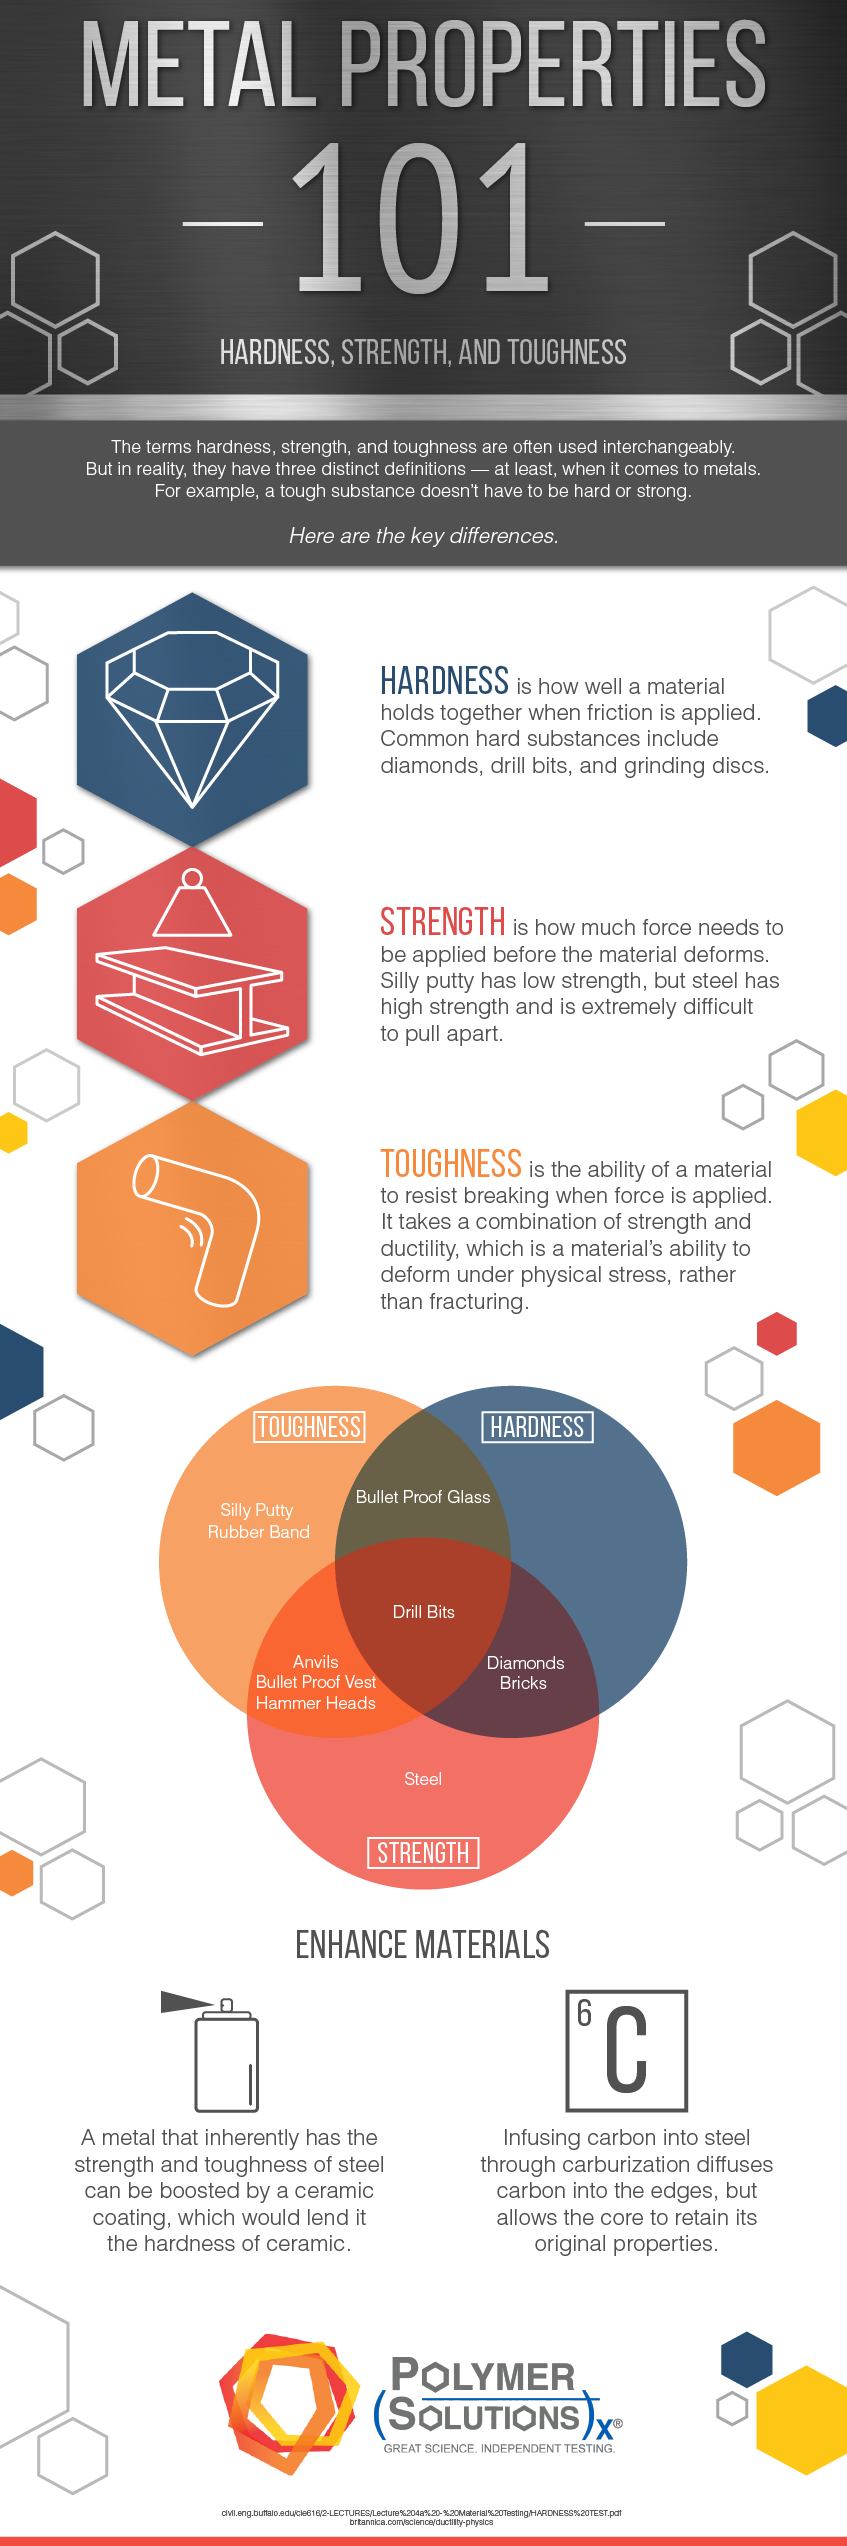 METAL PROPERTIES
101
HARDNESS, STRENGTH, AND TOUGHNESS
The terms hardness, strength, and toughness are often used interchangeably.
But in reality, they have three distinct definitions — at least, when it comes to metals.
For example, a tough substance doesn't have to be hard or strong.
Here are the key differences.
HARDNESS is how well a material
holds together when friction is applied.
Common hard substances include
diamonds, drill bits, and grinding discs.
STRENGTH is how much force needs to
be applied before the material deforms.
Silly putty has low strength, but steel has
high strength and is extremely difficult
to pull apart.
TOUGHNESS is the ability of a material
to resist breaking when force is applied.
It takes a combination of strength and
ductility, which is a material's ability to
deform under physical stress, rather
than fracturing.
TOUGHNESS
HARDNESS
Silly Putty
Rubber Band
Bullet Proof Glass
Drill Bits
Anvils
Bullet Proof Vest
Hammer Heads
Diamonds
Bricks
Steel
STRENGTH
ENHANCE MATERIALS
6
C
A metal that inherently has the
strength and toughness of steel
can be boosted by a ceramic
coating, which would lend it
the hardness of ceramic.
Infusing carbon into steel
through carburization diffuses
carbon into the edges, but
allows the core to retain its
original properties.
POLYMER
(SOLUTIONS)x®
GREAT SCIENCE. INDEPENDENT TESTING.
civil.eng.buffalo.edu/cie616/2-LECTURES/Lecture%204a%20-%20Material%20Testing/HARDNESS%20TEST.pdf
britannica.com/science/ductility-physics